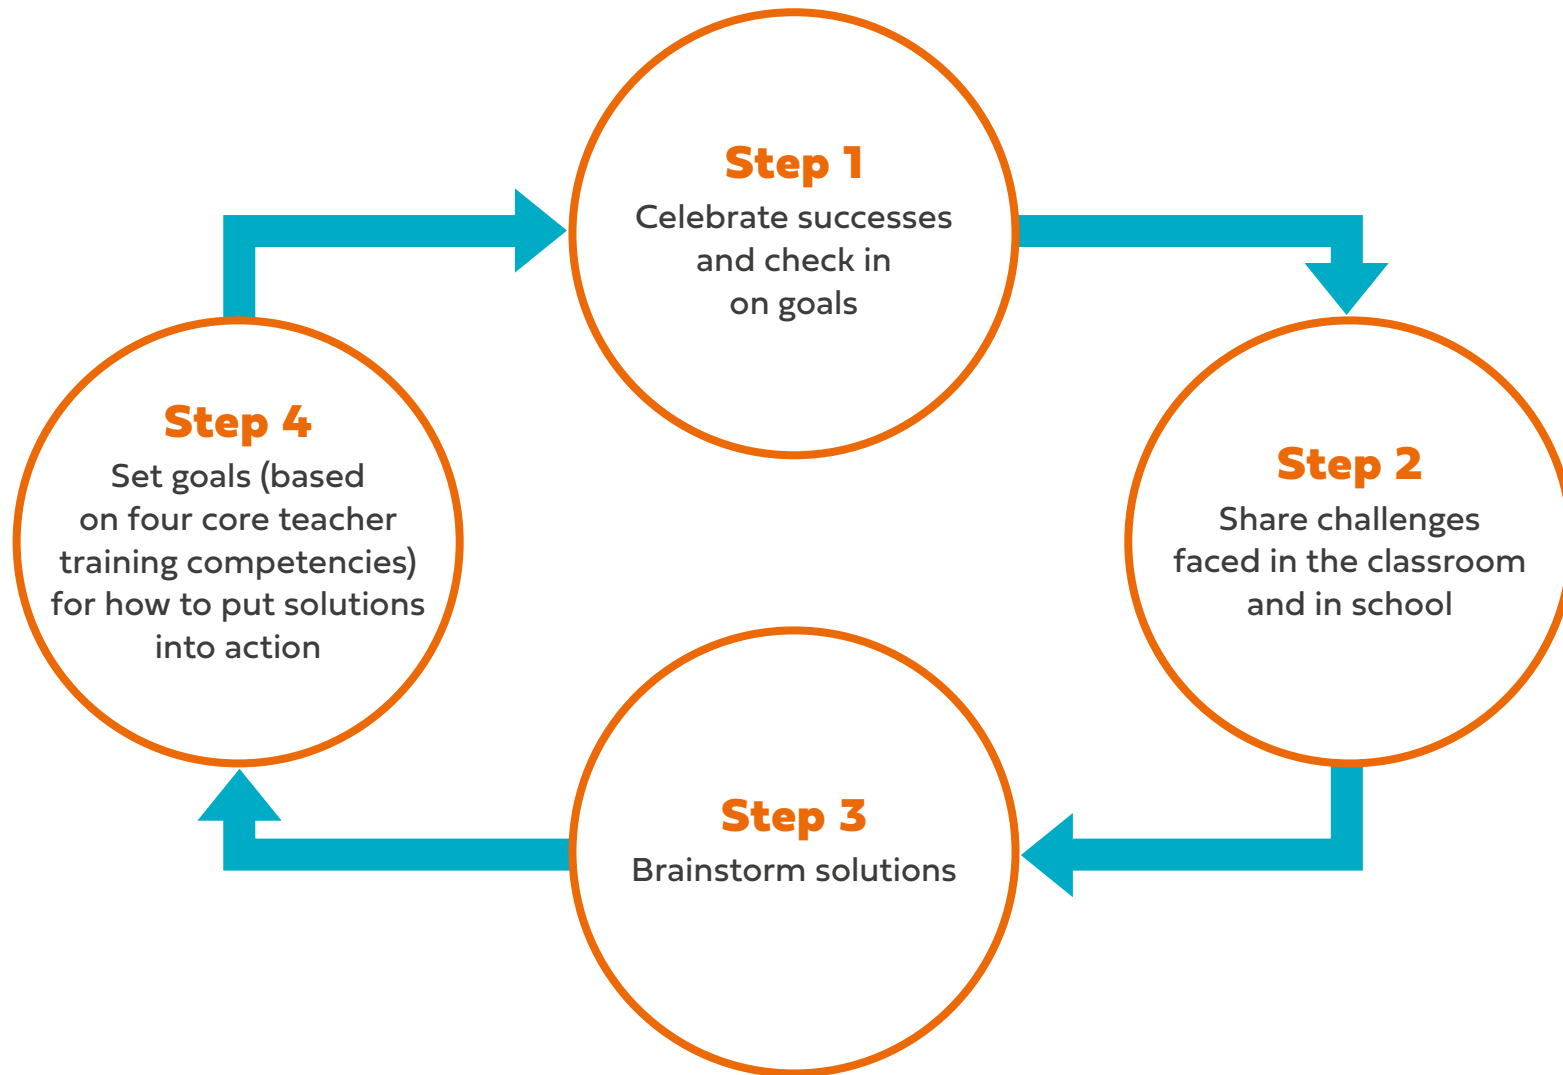 Step 1
Celebrate successes
and check in
on goals
Step 2
Share challenges
faced in the classroom
and in school
Step 3
Brainstorm solutions
Step 4
Set goals (based
on four core teacher
training competencies)
for how to put solutions
into action